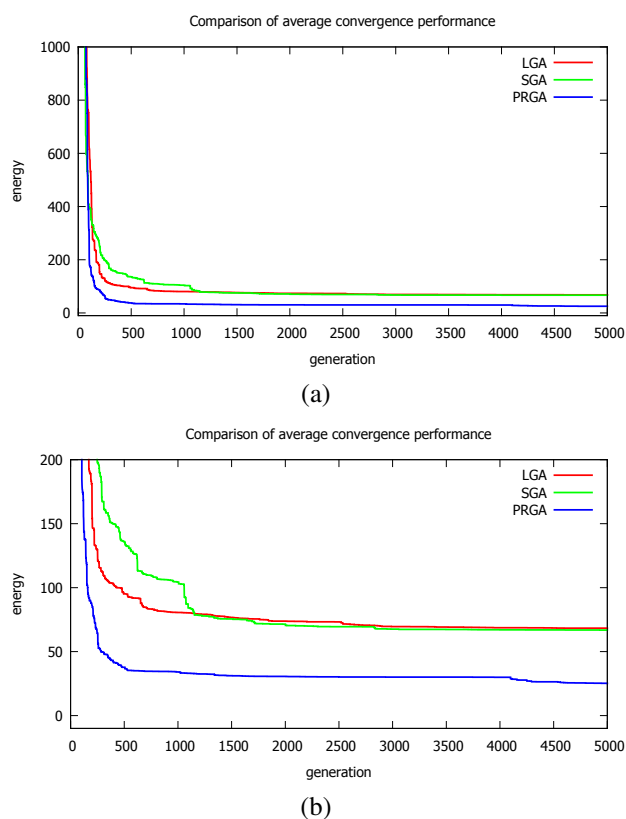 Comparison of average convergence performance
1000
800
600
400
200
0
energy
LGA
SGA
PRGA
0 500 1000 1500 2000 2500 3000 3500 4000 4500 5000
generation
(a)
Comparison of average convergence performance
200
150
100
50
0
energy
LGA
SGA
PRGA
0 500 1000 1500 2000 2500 3000 3500 4000 4500 5000
generation
(b)